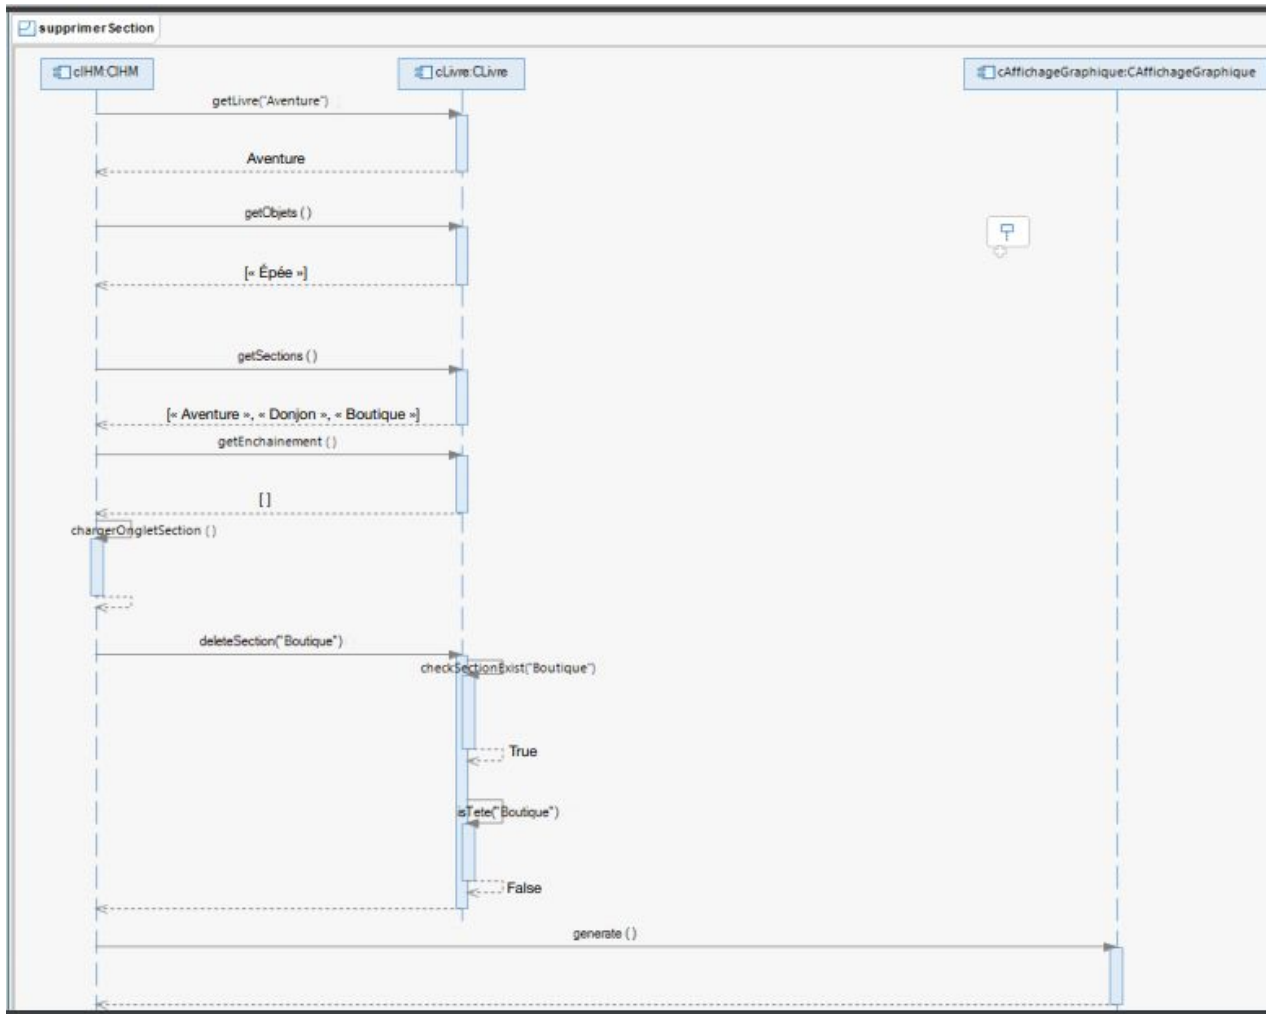 supprimerSection
cIHM:CIHM
cLivre:CLivre
cAffichageGraphique:CAffichageGraphique
getLivre("Aventure")
Aventure
getObjets ( )
[« Épée »]
getSections ( )
[« Aventure », « Donjon », « Boutique »]
getEnchainement ( )
[ ]
chargerOngletSection ( )
deleteSection("Boutique")
checkSectionExist("Boutique")
True
isTete("Boutique")
False
generate ( )